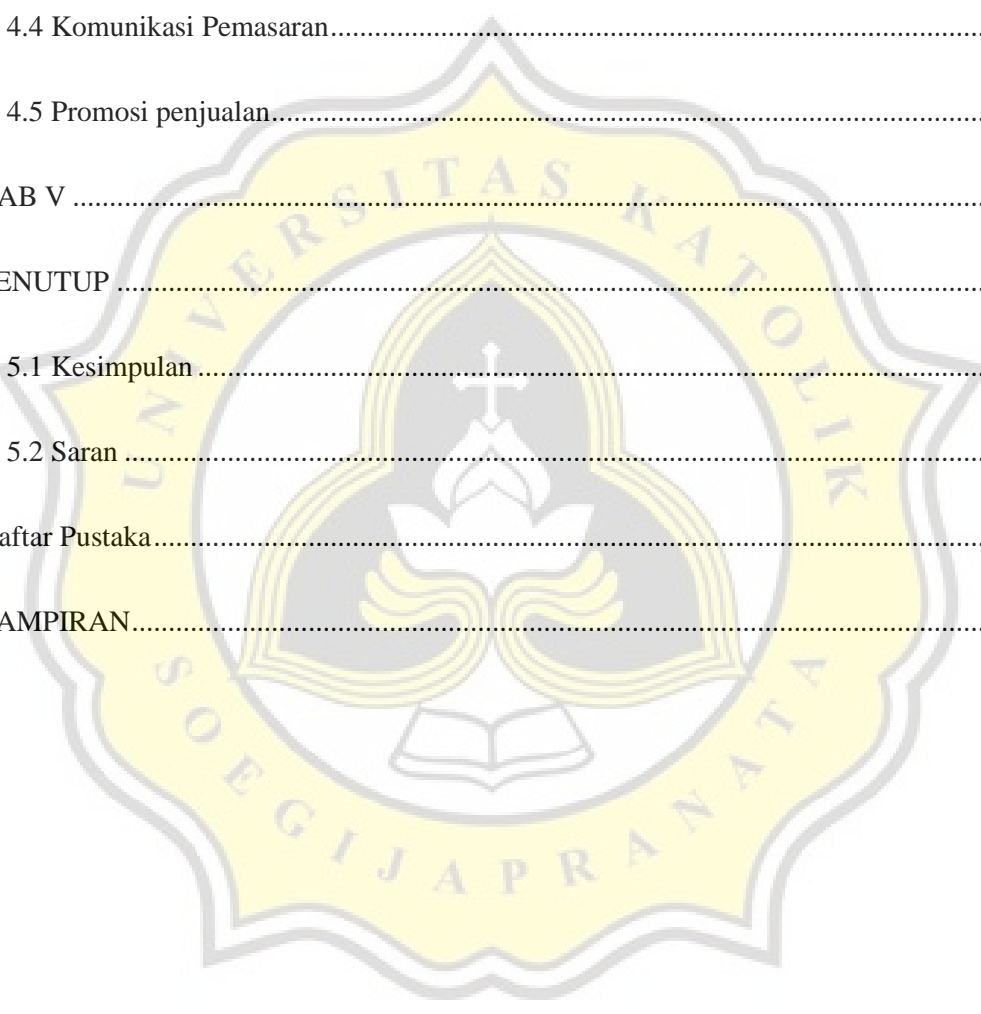 4.4 Komunikasi Pemasaran................................................
4.5 Promosi penjualan................................................
AB V ................................................
ENUTUP ................................................
5.1 Kesimpulan ................................................
5.2 Saran ................................................
aftar Pustaka................................................
AMPIRAN................................................
UNIVERSITAS KATOLIK
SOEGIJAPRANATA